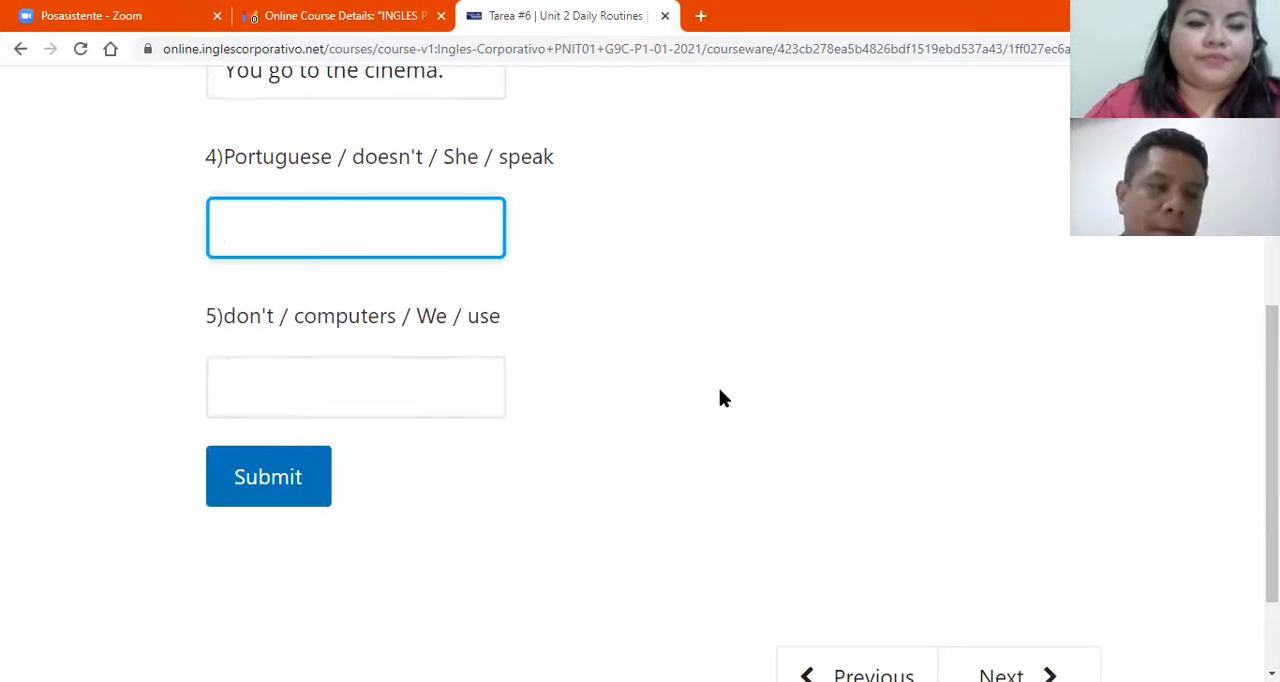 Posasistente - Zoom
Online Course Details: "INGLES P
Tarea #6 | Unit 2 Daily Routines |
online.inglescorporativo.net/courses/course-v1:Ingles-Corporativo+PNIT01+G9C-P1-01-2021/courseware/423cb278ea5b4826bdf1519ebd537a43/1ff027ec6a
You go to the cinema.
4)Portuguese / doesn't / She / speak
5)don't / computers / We / use
Submit
Previous
Next